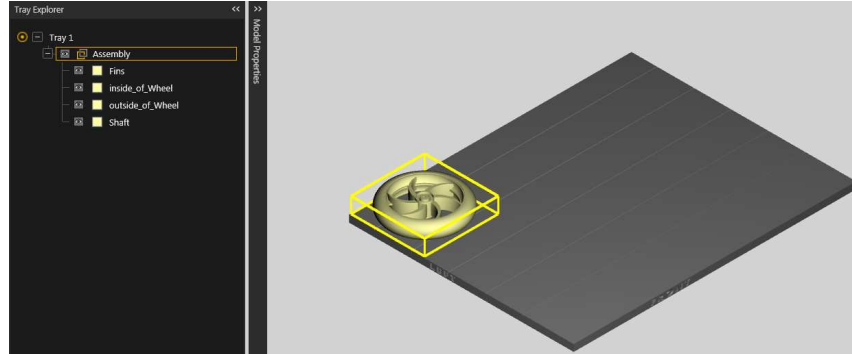 Tray Explorer
Tray 1
Assembly
Fins
inside_of_Wheel
outside_of_Wheel
Shaft
Model Properties